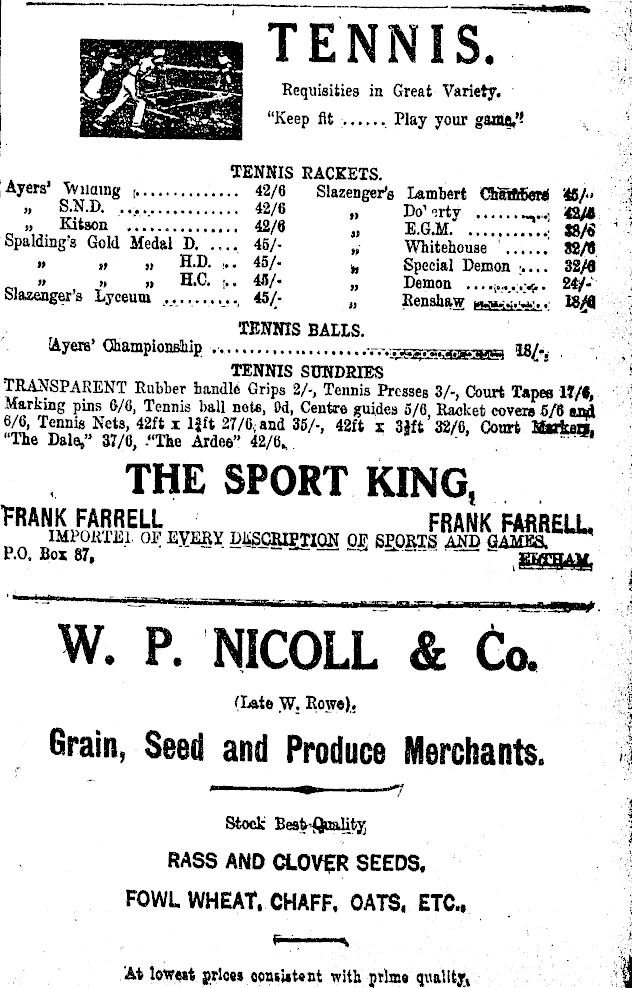 TENNIS.
Requisities in Great Variety.
"Keep fit ...... Play your game."
TENNIS RACKETS.
Ayers' Wilding .............. 42/6
„ S.N.D. ................ 42/6
„ Kitson ............... 42/6
Spalding's Gold Medal D. .... 45/-
„ „ „ H.D. ... 45/-
„ „ „ H.C. ... 45/-
Slazenger's Lyceum .......... 45/-
Slazenger's Lambert Chambers 45/-
„ Do'erty .......... 42/6
„ E.G.M. ........... 38/6
„ Whitehouse ...... 32/6
„ Special Demon ..... 32/6
„ Demon ........... 24/-
„ Renshaw ........... 18/6
TENNIS BALLS.
Ayers' Championship ........................................ 18/-
TENNIS SUNDRIES
TRANSPARENT Rubber handle Grips 2/-, Tennis Presses 3/-, Court Tapes 17/6,
Marking pins 6/6, Tennis ball nets, 9d, Centre guides 5/6, Racket covers 5/6 and
6/6, Tennis Nets, 42ft x 1¾ft 27/6 and 35/-, 42ft x 3¾ft 32/6, Court Markers,
"The Dale," 37/6, "The Ardee" 42/6.
THE SPORT KING,
FRANK FARRELL FRANK FARRELL.
IMPORTEI OF EVERY DESCRIPTION OF SPORTS AND GAMES.
P.O. Box 87, ELTHAM.
W. P. NICOLL & Co.
(Late W. Rowe).
Grain, Seed and Produce Merchants.
Stock Best Quality
RASS AND CLOVER SEEDS,
FOWL WHEAT, CHAFF, OATS, ETC.,
At lowest prices consistent with prime quality,